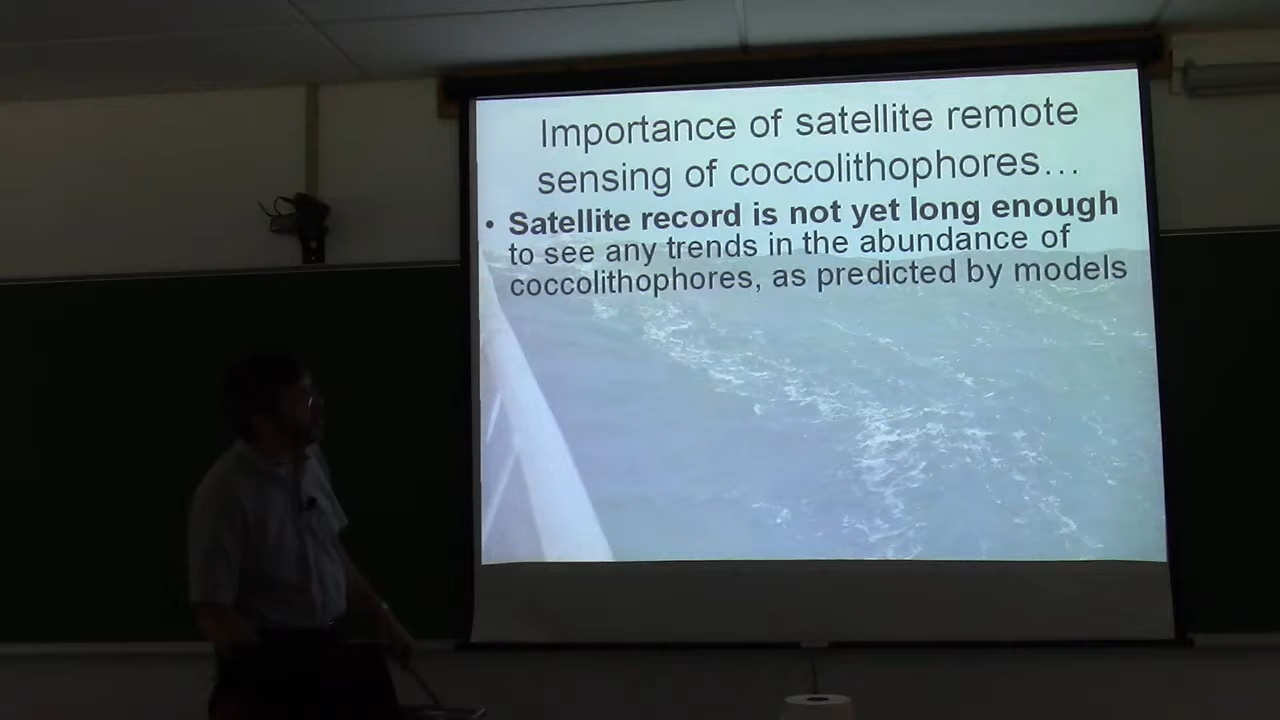 Importance of satellite remote
sensing of coccolithophores…
• Satellite record is not yet long enough
to see any trends in the abundance of
coccolithophores, as predicted by models